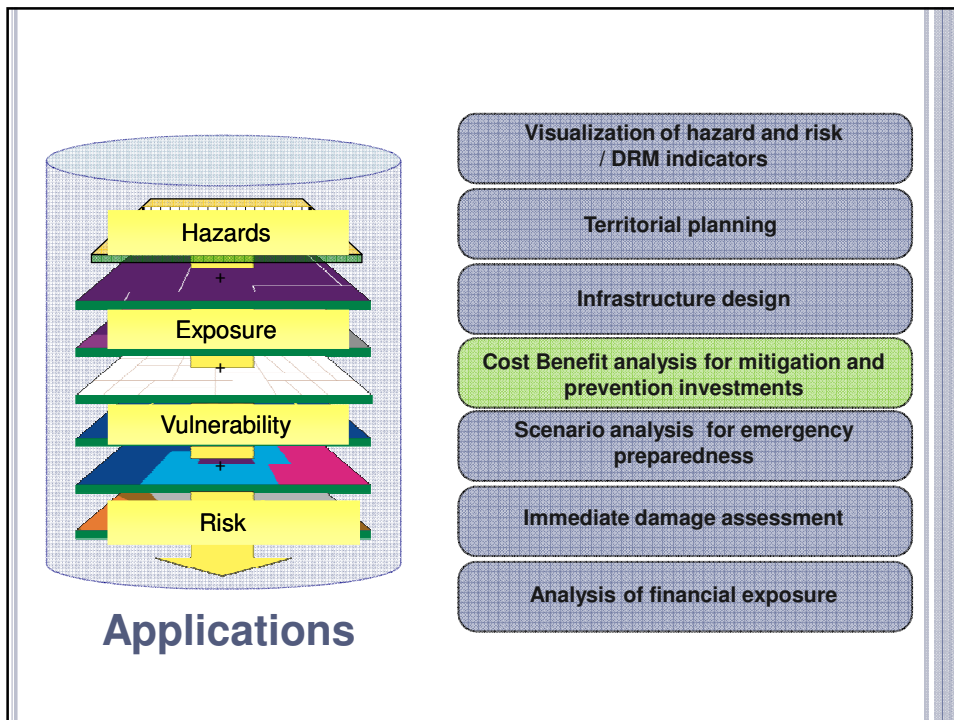 Hazards
+
Exposure
+
Vulnerability
+
Risk
Applications
Visualization of hazard and risk
/ DRM indicators
Territorial planning
Infrastructure design
Cost Benefit analysis for mitigation and
prevention investments
Scenario analysis for emergency
preparedness
Immediate damage assessment
Analysis of financial exposure